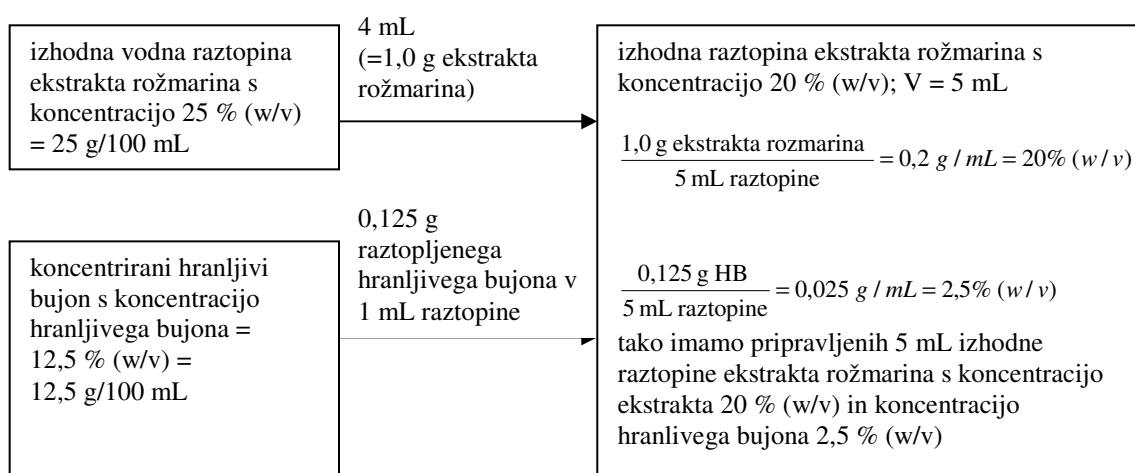 izhodna vodna raztopina
ekstrakta rožmarina s
koncentracijo 25 % (w/v)
= 25 g/100 mL
4 mL
(=1,0 g ekstrakta
rožmarina)
izhodna raztopina ekstrakta rožmarina s
koncentracijo 20 % (w/v); V = 5 mL
1,0 g ekstrakta rozmarina
5 mL raztopine
= 0,2 g / mL = 20% (w / v)
koncentrirani hranljivi
bujon s koncentracijo
hranljivega bujona =
12,5 % (w/v) =
12,5 g/100 mL
0,125 g
raztopljenega
hranljivega bujona v
1 mL raztopine
0,125 g HB
5 mL raztopine
= 0,025 g / mL = 2,5% (w / v)
tako imamo pripravljenih 5 mL izhodne
raztopine ekstrakta rožmarina s koncentracijo
ekstrakta 20 % (w/v) in koncentracijo
hranlivega bujona 2,5 % (w/v)